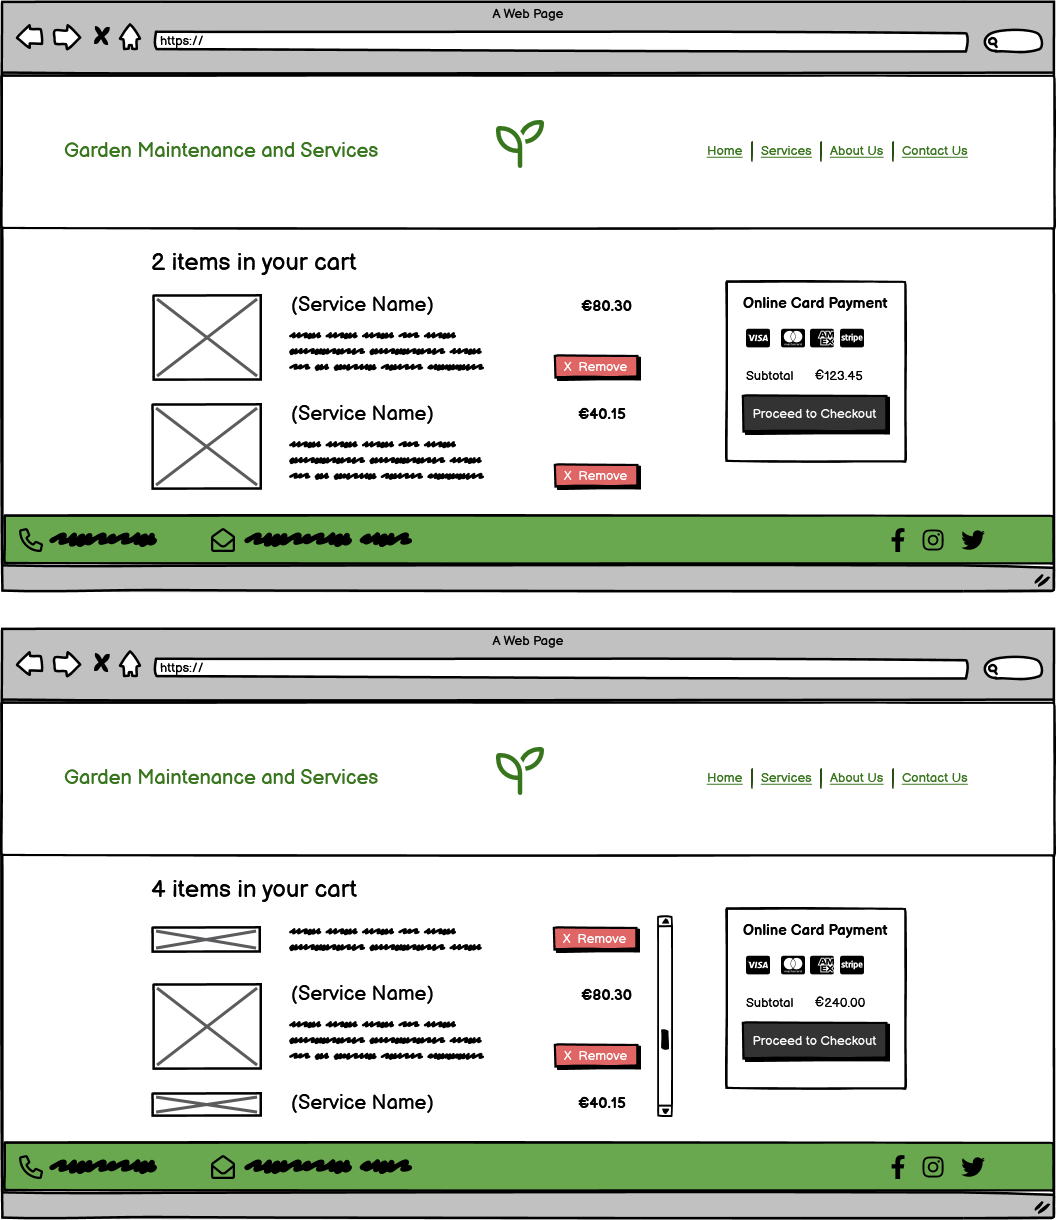 A Web Page
https://
Garden Maintenance and Services
Home
Services
About Us
Contact Us
2 items in your cart
(Service Name)
€80.30
X Remove
(Service Name)
€40.15
X Remove
Online Card Payment
VISA
AM
EX
stripe
Subtotal €123.45
Proceed to Checkout
A Web Page
https://
Garden Maintenance and Services
Home
Services
About Us
Contact Us
4 items in your cart
X Remove
(Service Name)
€80.30
X Remove
(Service Name)
€40.15
Online Card Payment
VISA
AM
EX
stripe
Subtotal €240.00
Proceed to Checkout